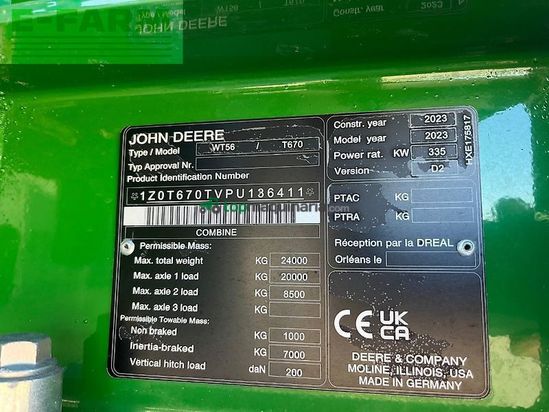 E-FARM
JOHN DEERE
Type / Model WT56 / T670
Typ Approval Nr.
Product Identification Number
☆1Z0T670TVPU136411☆
topmaquinaria.com
COMBINE
Permissible Mass:
Max. total weight KG 24000
Max. axle 1 load KG 20000
Max. axle 2 load KG 8500
Max. axle 3 load KG
Permissible Towable Mass:
Non braked KG 1000
Inertia-braked KG 7000
Vertical hitch load daN 200
Constr. year 2023
Model year 2023
Power rat. KW 335
Version D2
HXE175817
PTAC KG
PTRA KG
Réception par la DREAL
Orléans le
CE UK
CA
DEERE & COMPANY
MOLINE, ILLINOIS, USA
MADE IN GERMANY